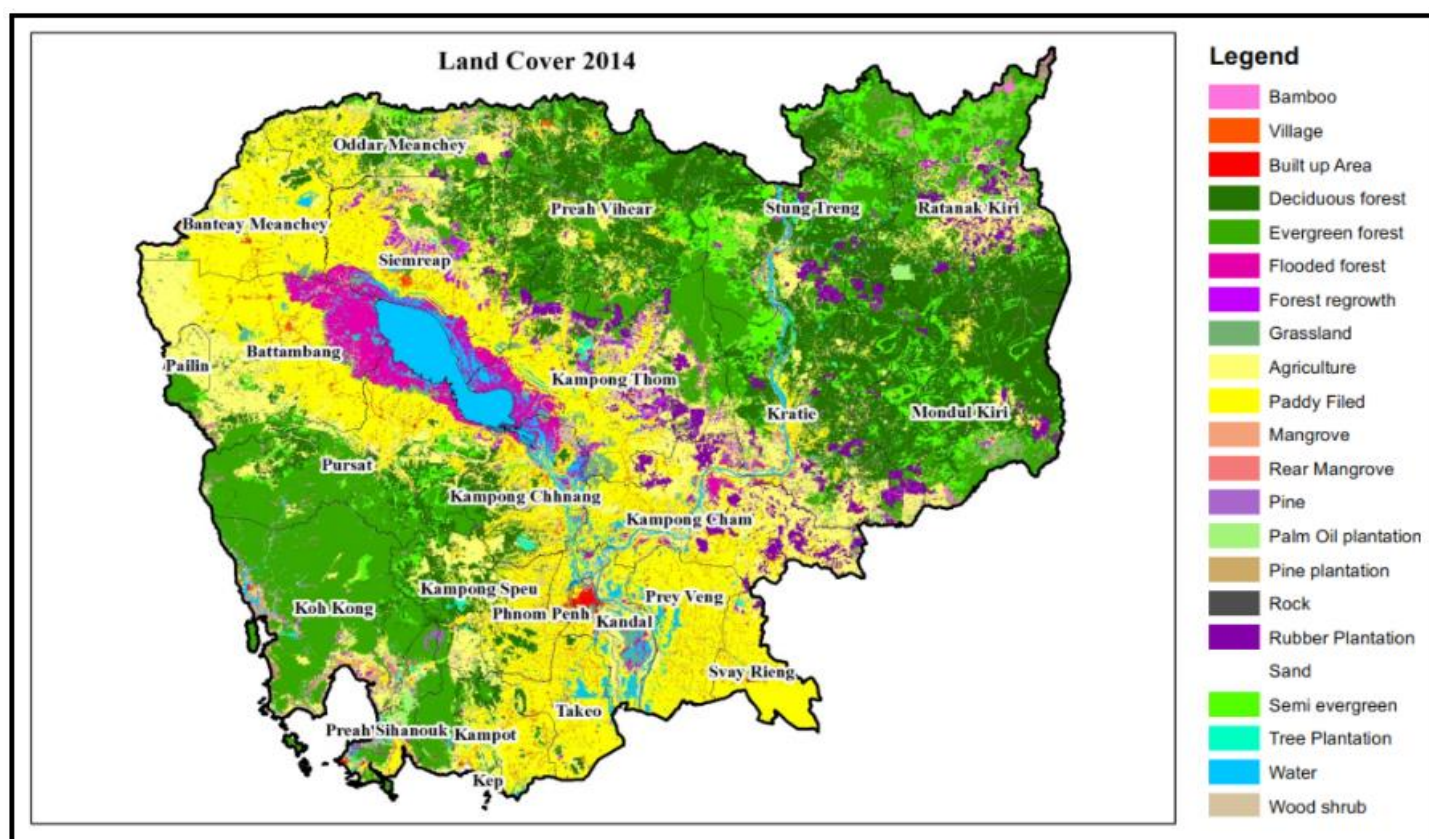 Land Cover 2014
Oddar Meanchey
Banteay Meanchey
Preah Vihear
Stung Treng
Ratanak Kiri
Siemreap
Battambang
Pailin
Kampong Thom
Kratie
Mondul Kiri
Pursat
Kampong Chhnang
Kampong Cham
Kampong Speu
Phnom Penh
Prey Veng
Koh Kong
Kandal
Svay Rieng
Takeo
Preah Sihanouk
Kampot
Kep
Legend
Bamboo
Village
Built up Area
Deciduous forest
Evergreen forest
Flooded forest
Forest regrowth
Grassland
Agriculture
Paddy Filed
Mangrove
Rear Mangrove
Pine
Palm Oil plantation
Pine plantation
Rock
Rubber Plantation
Sand
Semi evergreen
Tree Plantation
Water
Wood shrub